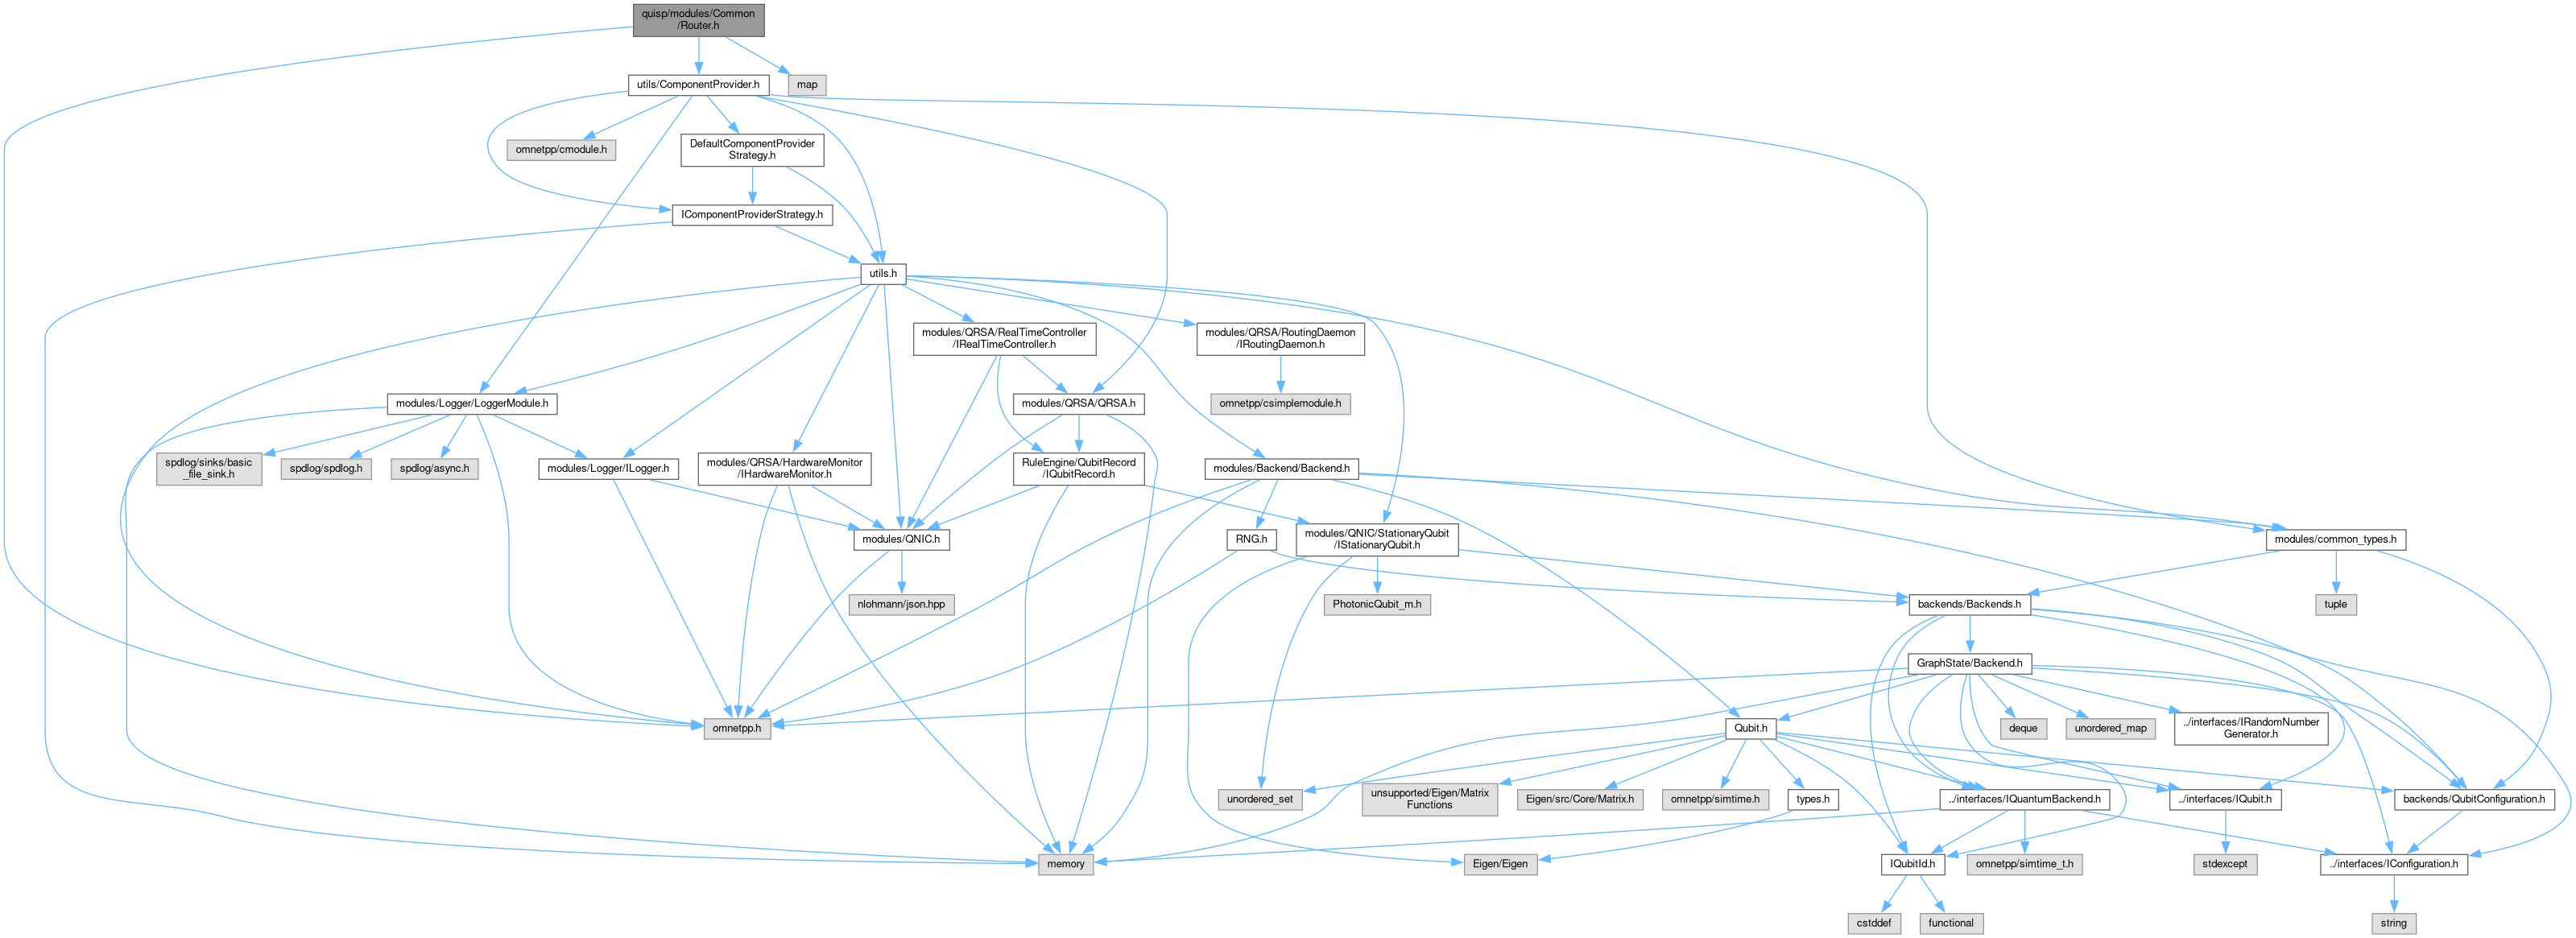 quisp/modules/Common
/Router.h
utils/ComponentProvider.h
map
omnetpp/cmodule.h
DefaultComponentProvider
Strategy.h
IComponentProviderStrategy.h
utils.h
modules/QRSA/RealTimeController
/IRealTimeController.h
modules/QRSA/RoutingDaemon
/IRoutingDaemon.h
modules/Logger/LoggerModule.h
modules/QRSA/QRSA.h
omnetpp/csimplemodule.h
spdlog/sinks/basic
_file_sink.h
spdlog/spdlog.h
spdlog/async.h
modules/Logger/ILogger.h
modules/QRSA/HardwareMonitor
/IHardwareMonitor.h
RuleEngine/QubitRecord
/IQubitRecord.h
modules/Backend/Backend.h
modules/QNIC.h
RNG.h
modules/QNIC/StationaryQubit
/IStationaryQubit.h
modules/common_types.h
nlohmann/json.hpp
PhotonicQubit_m.h
backends/Backends.h
tuple
GraphState/Backend.h
omnetpp.h
Qubit.h
deque
unordered_map
../interfaces/IRandomNumber
Generator.h
unordered_set
unsupported/Eigen/Matrix
Functions
Eigen/src/Core/Matrix.h
omnetpp/simtime.h
types.h
../interfaces/IQuantumBackend.h
../interfaces/IQubit.h
backends/QubitConfiguration.h
memory
Eigen/Eigen
IQubitId.h
omnetpp/simtime_t.h
stdexcept
../interfaces/IConfiguration.h
cstddef
functional
string